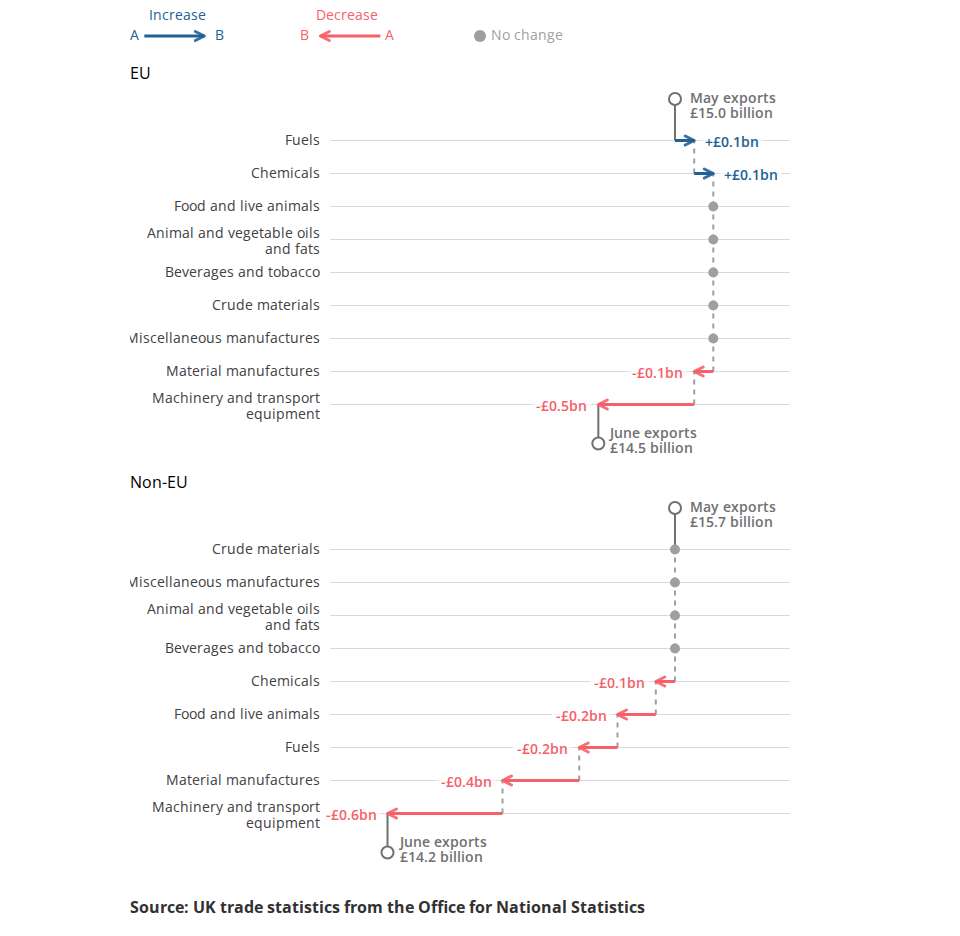 Increase
Decrease
A B
B A
No change
EU
May exports
£15.0 billion
Fuels
+£0.1bn
Chemicals
+£0.1bn
Food and live animals
Animal and vegetable oils
and fats
Beverages and tobacco
Crude materials
Miscellaneous manufactures
Material manufactures
-£0.1bn
Machinery and transport
equipment
-£0.5bn
June exports
£14.5 billion
Non-EU
May exports
£15.7 billion
Crude materials
Miscellaneous manufactures
Animal and vegetable oils
and fats
Beverages and tobacco
Chemicals
-£0.1bn
Food and live animals
-£0.2bn
Fuels
-£0.2bn
Material manufactures
-£0.4bn
Machinery and transport
equipment
-£0.6bn
June exports
£14.2 billion
Source: UK trade statistics from the Office for National Statistics